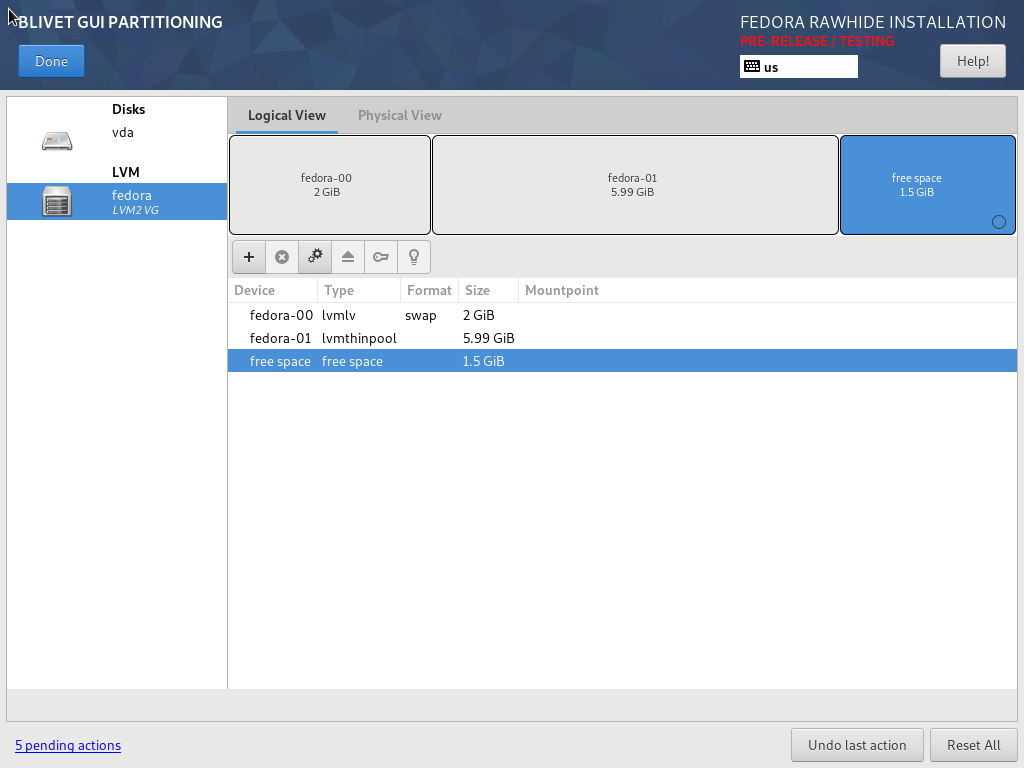 BLIVET GUI PARTITIONING
Done
FEDORA RAWHIDE INSTALLATION
PRE-RELEASE / TESTING
us
Help!
Disks
vda
LVM
fedora
LVM2 VG
Logical View Physical View
fedora-00
2 GiB
fedora-01
5.99 GiB
free space
1.5 GiB
Device Type Format Size Mountpoint
fedora-00 lvmlv swap 2 GiB
fedora-01 lvmthinpool 5.99 GiB
free space free space 1.5 GiB
5 pending actions
Undo last action
Reset All